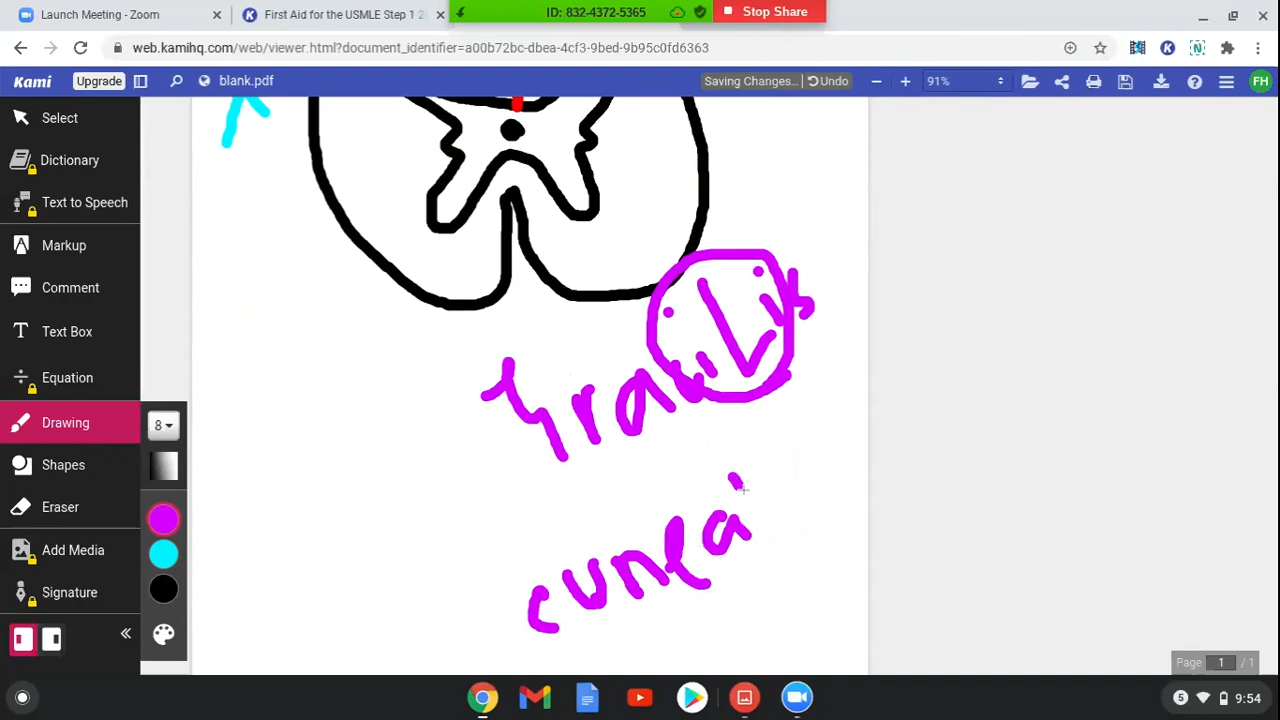 Launch Meeting - Zoom
First Aid for the USMLE Step 1 2
ID: 832-4372-5365
Stop Share
web.kamihq.com/web/viewer.html?document_identifier=a00b72bc-dbea-4cf3-9bed-9b95c0fd6363
Kami Upgrade blank.pdf Saving Changes... Undo 91% FH
Select
Dictionary
Text to Speech
Markup
Comment
Text Box
Equation
Drawing 8
Shapes
Eraser
Add Media
Signature
cunea
Page 1 / 1
5 9:54